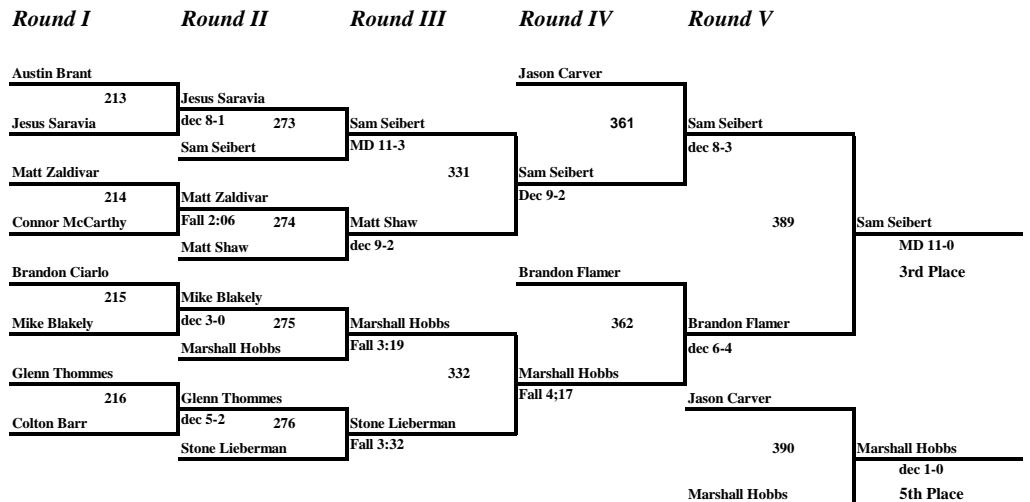 Round I Round II Round III Round IV Round V
Austin Brant Jason Carver
213 Jesus Saravia 361
Jesus Saravia dec 8-1 273 Sam Seibert Sam Seibert
Sam Seibert MD 11-3 dec 8-3
Matt Zaldivar 331 Sam Seibert
214 Matt Zaldivar Dec 9-2
Connor McCarthy Fall 2:06 274 Matt Shaw 389 Sam Seibert
Matt Shaw dec 9-2 MD 11-0
Brandon Ciarlo Brandon Flamer 3rd Place
215 Mike Blakely
Mike Blakely dec 3-0 275 Marshall Hobbs 362 Brandon Flamer
Marshall Hobbs Fall 3:19 dec 6-4
Glenn Thommes 332 Marshall Hobbs
216 Glenn Thommes Fall 4;17 Jason Carver
Colton Barr dec 5-2 276 Stone Lieberman
Stone Lieberman Fall 3:32 390 Marshall Hobbs
dec 1-0
Marshall Hobbs 5th Place